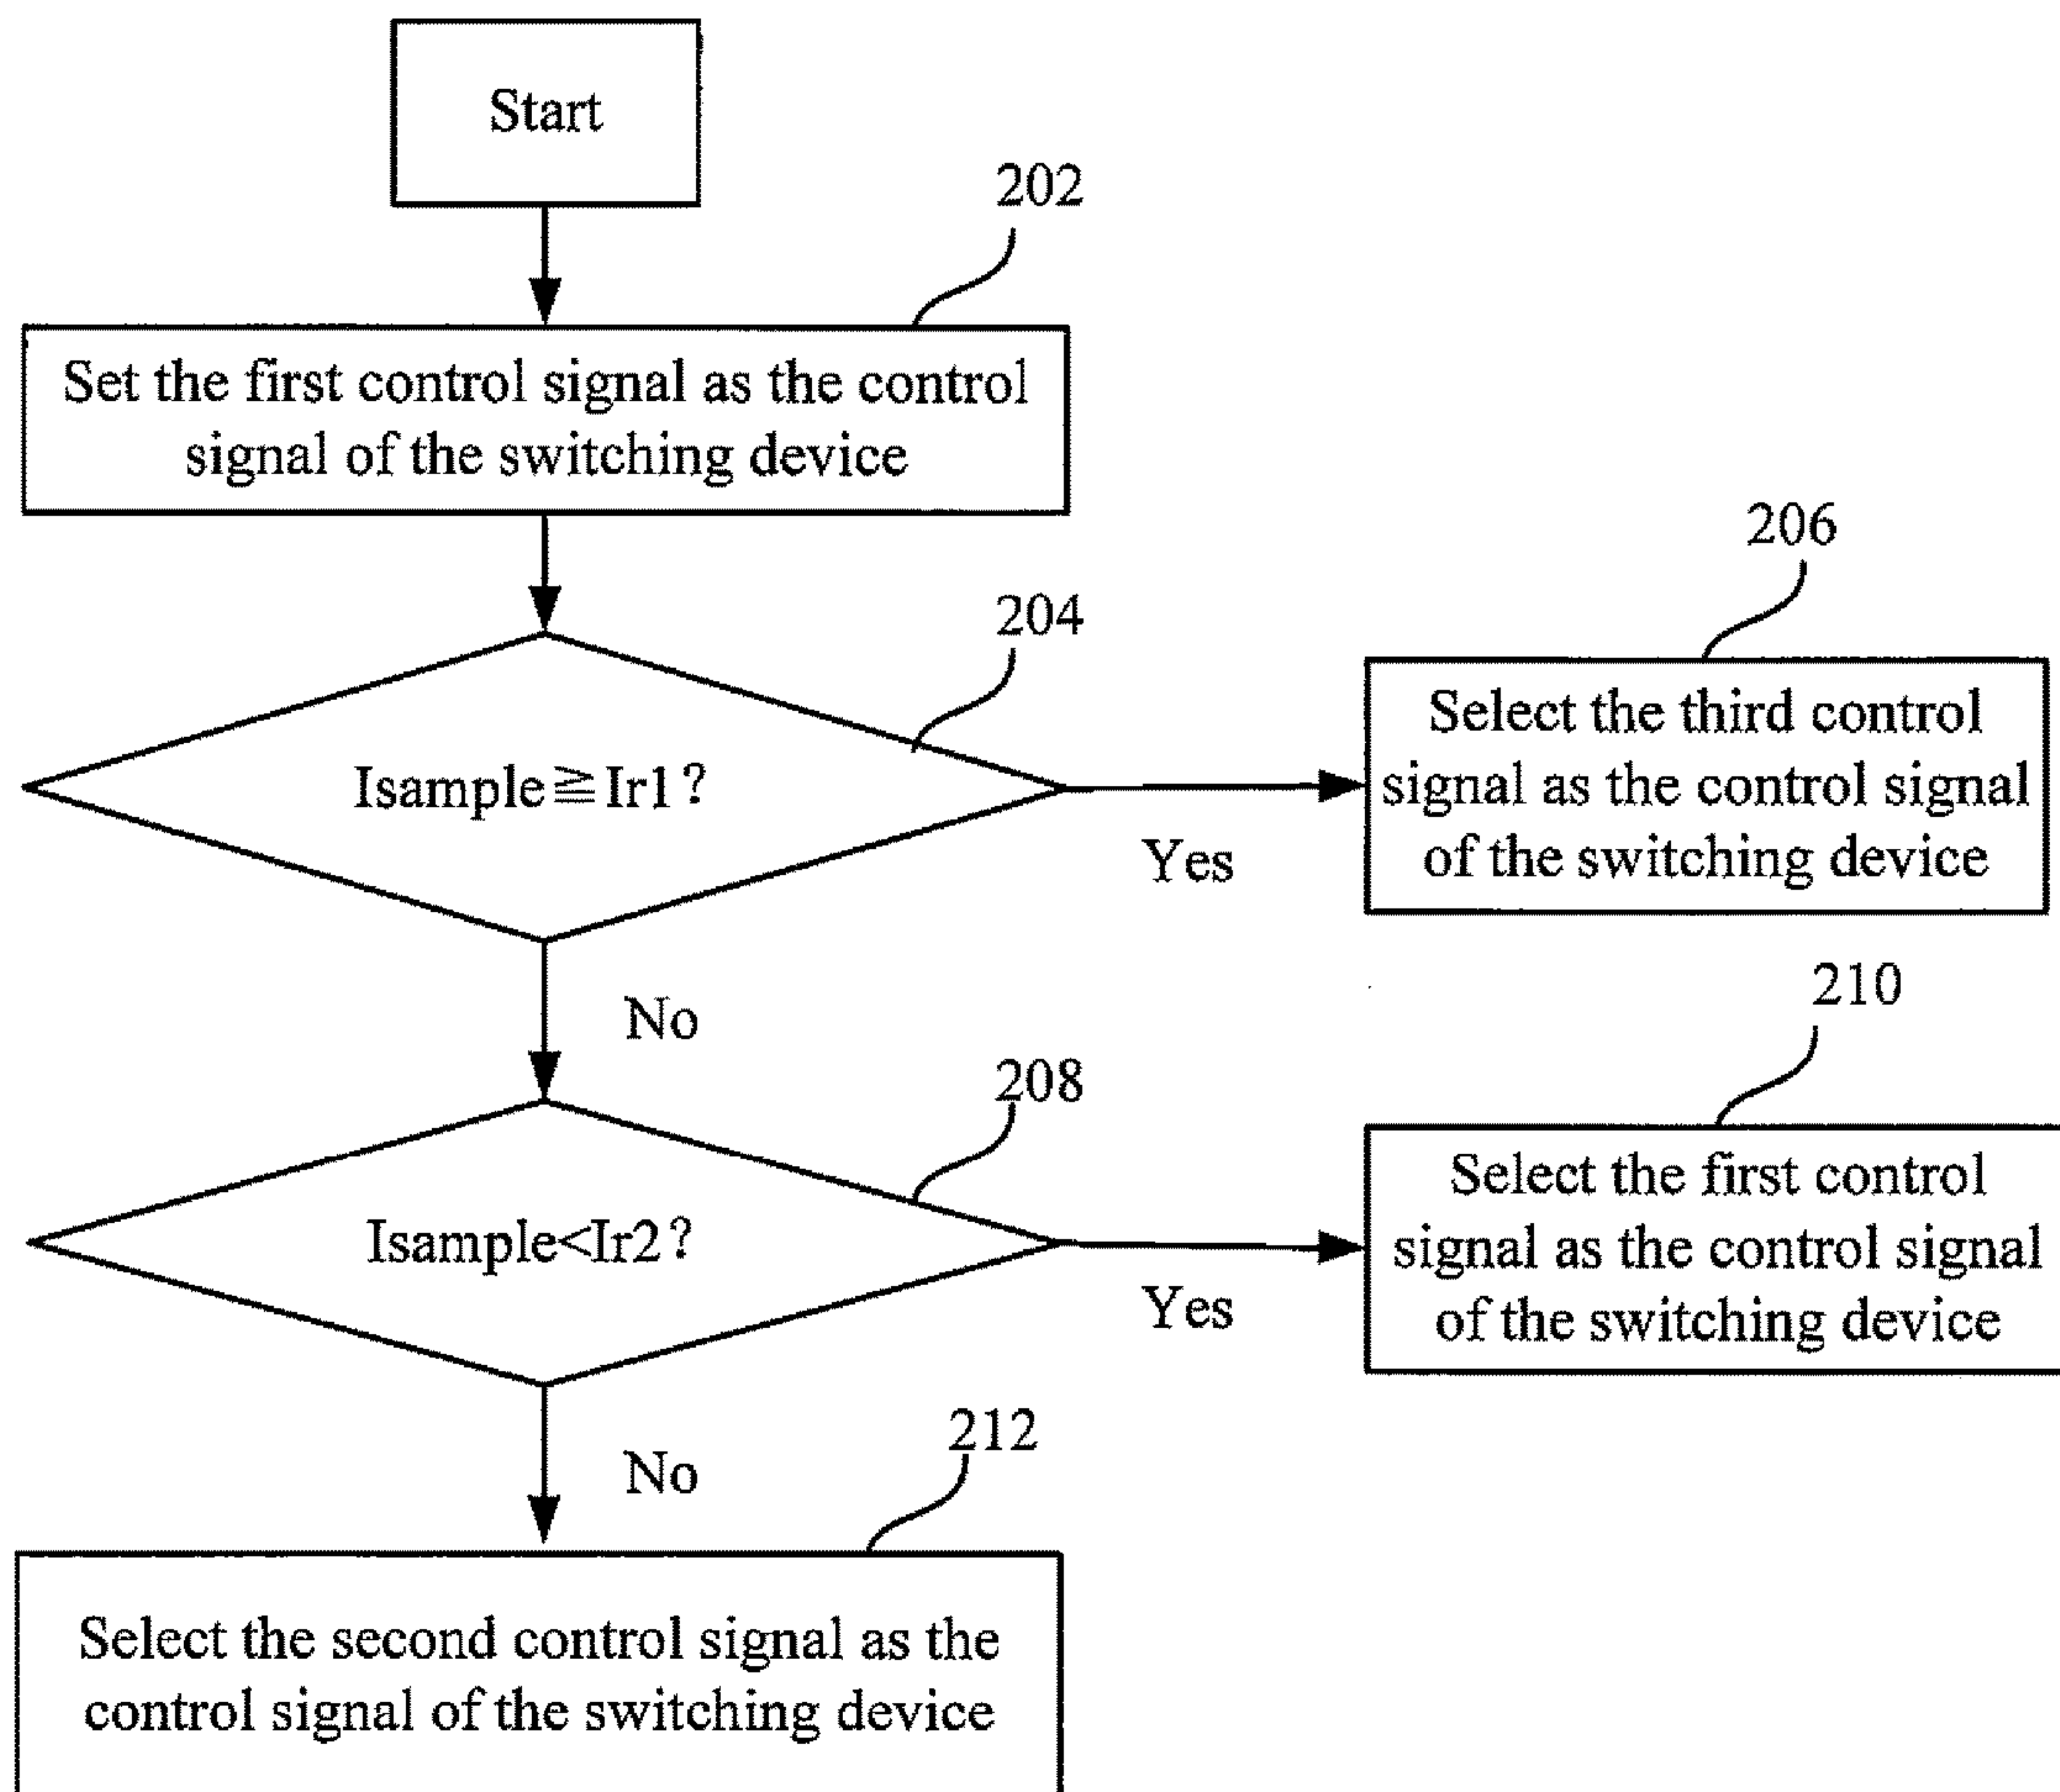 Start
202
Set the first control signal as the control
signal of the switching device
204
Isample≧Ir1?
Yes
206
Select the third control
signal as the control signal
of the switching device
No
208
Isample<Ir2?
Yes
210
Select the first control
signal as the control signal
of the switching device
No
212
Select the second control signal as the
control signal of the switching device